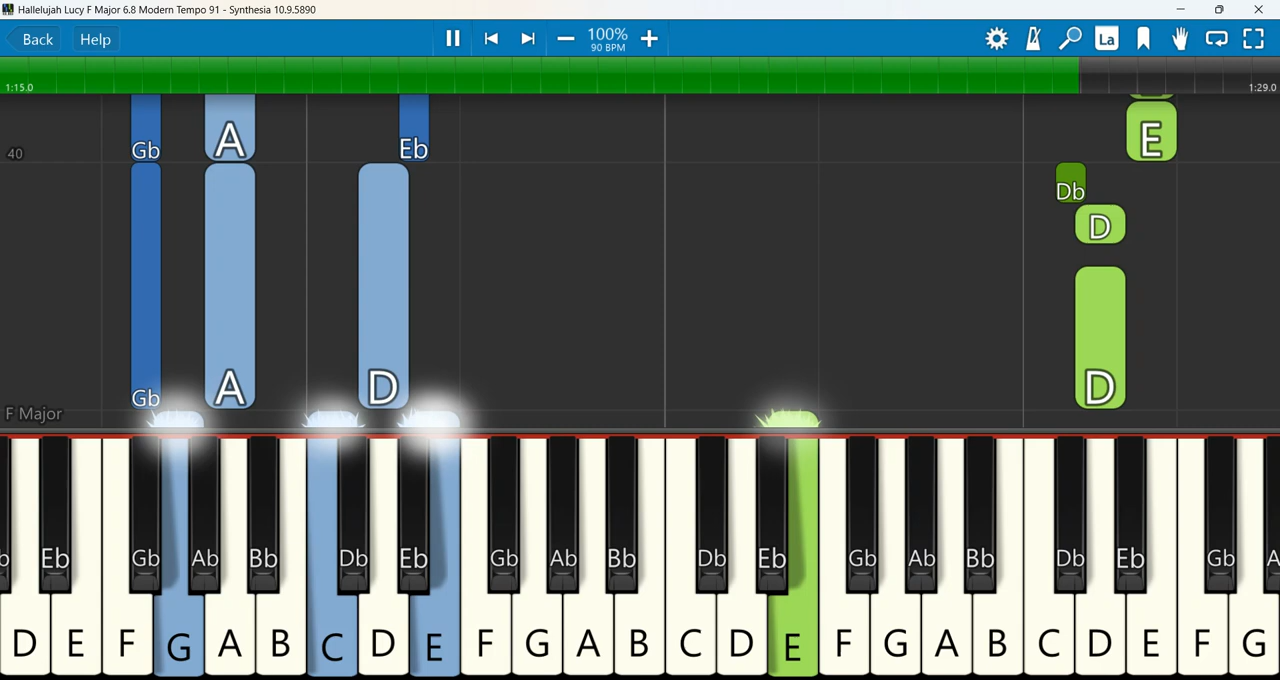 Hallelujah Lucy F Major 6.8 Modern Tempo 91 - Synthesia 10.9.5890
Back Help 100% La
90 BPM
1:15.0 1:29.0
Gb A Eb E
40
Db
D
Gb A D D
F Major
Eb Gb Ab Bb Db Eb Gb Ab Bb Db Eb Gb Ab Bb Db Eb Gb
D E F G A B C D E F G A B C D E F G A B C D E F G